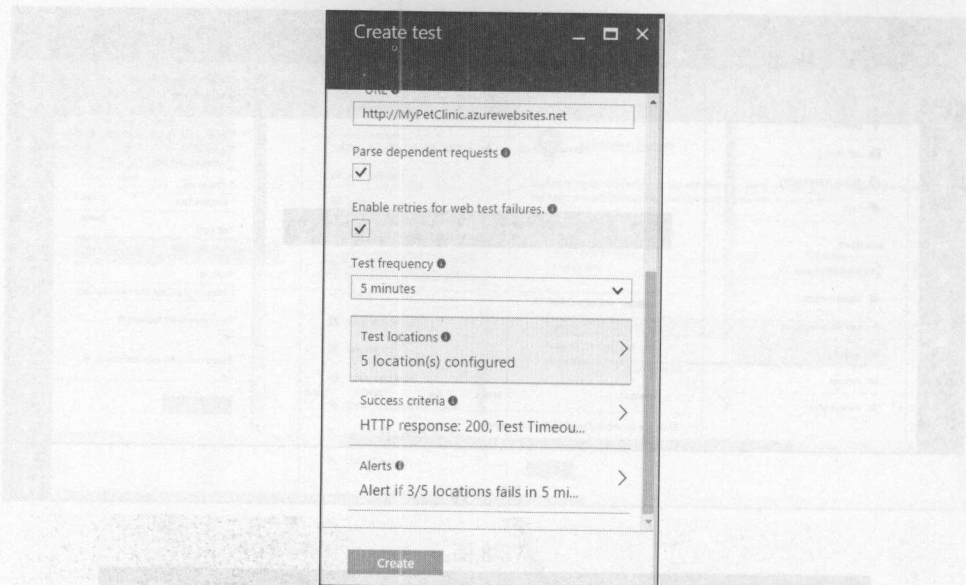 Create test
URL
http://MyPetClinic.azurewebsites.net
Parse dependent requests
Enable retries for web test failures.
Test frequency
5 minutes
Test locations
5 location(s) configured
Success criteria
HTTP response: 200, Test Timeou...
Alerts
Alert if 3/5 locations fails in 5 mi...
Create